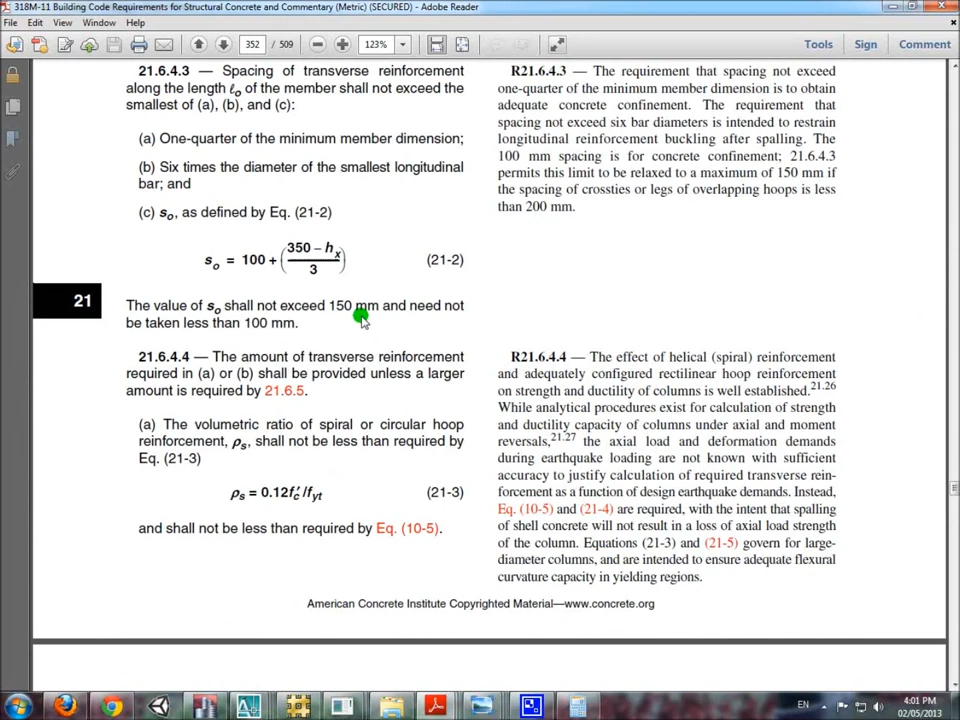 318M-11 Building Code Requirements for Structural Concrete and Commentary (Metric) (SECURED) - Adobe Reader
File Edit View Window Help
352 / 509 123% Tools Sign Comment
21.6.4.3 — Spacing of transverse reinforcement
along the length ℓo of the member shall not exceed the
smallest of (a), (b), and (c):
(a) One-quarter of the minimum member dimension;
(b) Six times the diameter of the smallest longitudinal
bar; and
(c) so, as defined by Eq. (21-2)
so = 100 + (350 – hx / 3) (21-2)
21
The value of so shall not exceed 150 mm and need not
be taken less than 100 mm.
21.6.4.4 — The amount of transverse reinforcement
required in (a) or (b) shall be provided unless a larger
amount is required by 21.6.5.
(a) The volumetric ratio of spiral or circular hoop
reinforcement, ρs, shall not be less than required by
Eq. (21-3)
ρs = 0.12fc′/fyt (21-3)
and shall not be less than required by Eq. (10-5).
R21.6.4.3 — The requirement that spacing not exceed
one-quarter of the minimum member dimension is to obtain
adequate concrete confinement. The requirement that
spacing not exceed six bar diameters is intended to restrain
longitudinal reinforcement buckling after spalling. The
100 mm spacing is for concrete confinement; 21.6.4.3
permits this limit to be relaxed to a maximum of 150 mm if
the spacing of crossties or legs of overlapping hoops is less
than 200 mm.
R21.6.4.4 — The effect of helical (spiral) reinforcement
and adequately configured rectilinear hoop reinforcement
on strength and ductility of columns is well established.21.26
While analytical procedures exist for calculation of strength
and ductility capacity of columns under axial and moment
reversals,21.27 the axial load and deformation demands
during earthquake loading are not known with sufficient
accuracy to justify calculation of required transverse rein-
forcement as a function of design earthquake demands. Instead,
Eq. (10-5) and (21-4) are required, with the intent that spalling
of shell concrete will not result in a loss of axial load strength
of the column. Equations (21-3) and (21-5) govern for large-
diameter columns, and are intended to ensure adequate flexural
curvature capacity in yielding regions.
American Concrete Institute Copyrighted Material—www.concrete.org
EN 4:01 PM
02/05/2013